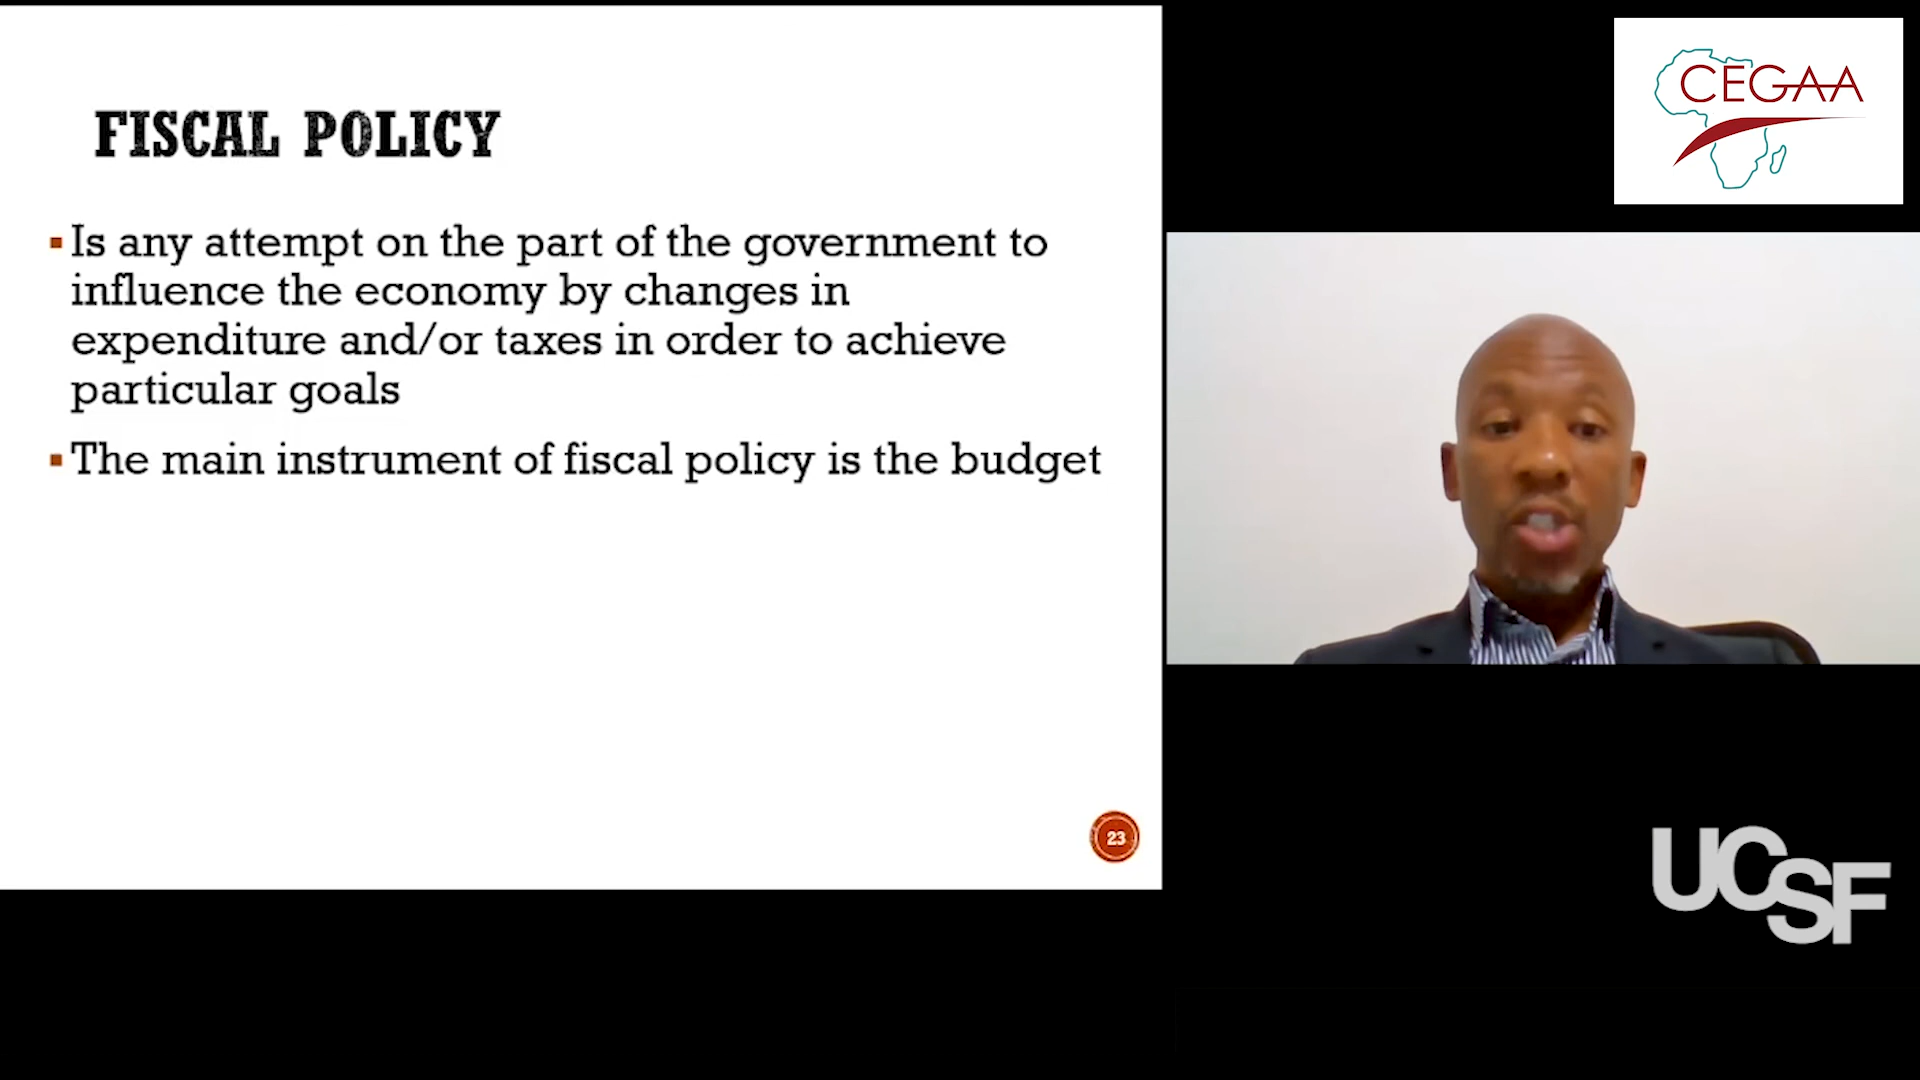 FISCAL POLICY
▪ Is any attempt on the part of the government to
influence the economy by changes in
expenditure and/or taxes in order to achieve
particular goals
▪ The main instrument of fiscal policy is the budget
23
CEGAA
UCSF